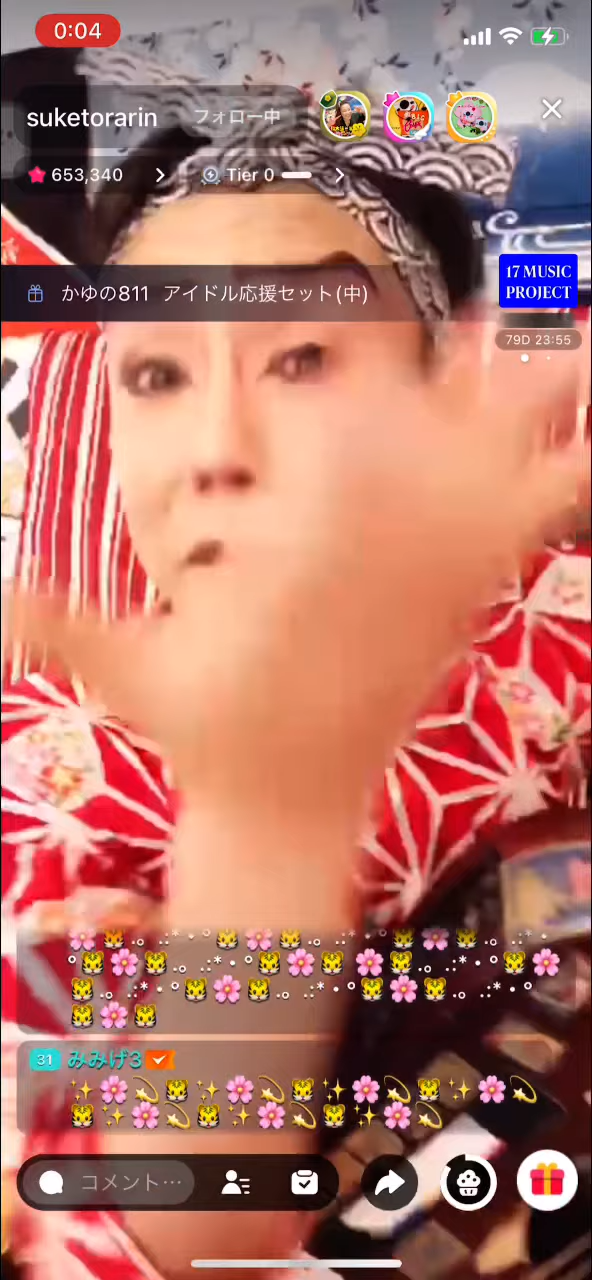 0:04
suketorarin フォロー中
653,340 Tier 0
かゆの811 アイドル応援セット(中)
17 MUSIC
PROJECT
79D 23:55
🌸🐯.。.:*・゜🐯🌸🐯.。.:*・゜🐯🌸🐯.。.:*・
゜🐯🌸🐯.。.:*・゜🐯🌸🐯🌸🐯.。.:*・゜🐯🌸
🐯.。.:*・゜🐯🌸🐯.。.:*・゜🐯🌸🐯.。.:*・゜
🐯🌸🐯
31 みみげ3
✨🌸💫🐯✨🌸💫🐯✨🌸💫🐯✨🌸💫
🐯✨🌸💫🐯✨🌸💫🐯✨🌸💫
コメント…